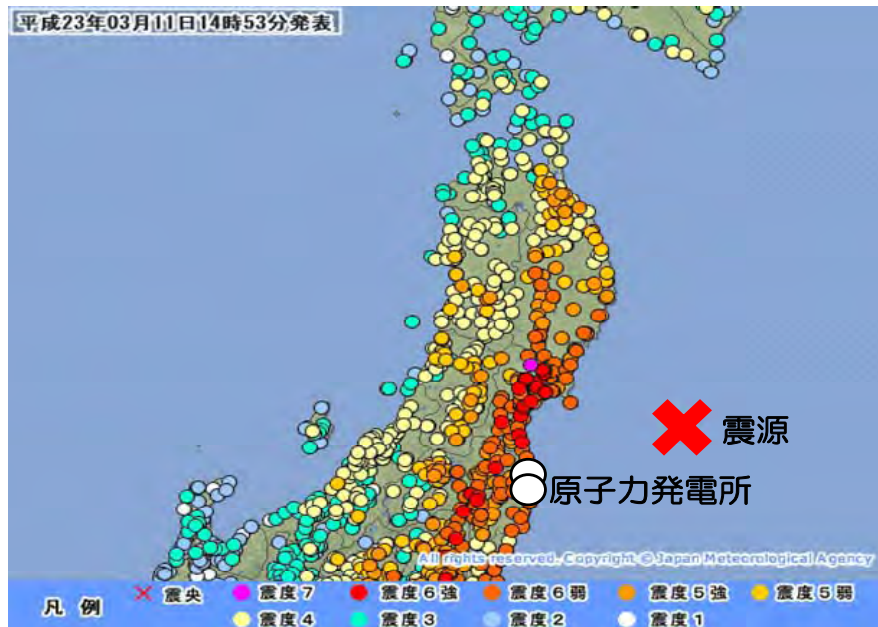 平成23年03月11日14時53分発表
震源
原子力発電所
All rights reserved. Copyright © Japan Meteorological Agency
凡 例 震央 震度7 震度6強 震度6弱 震度5強 震度5弱
震度4 震度3 震度2 震度1